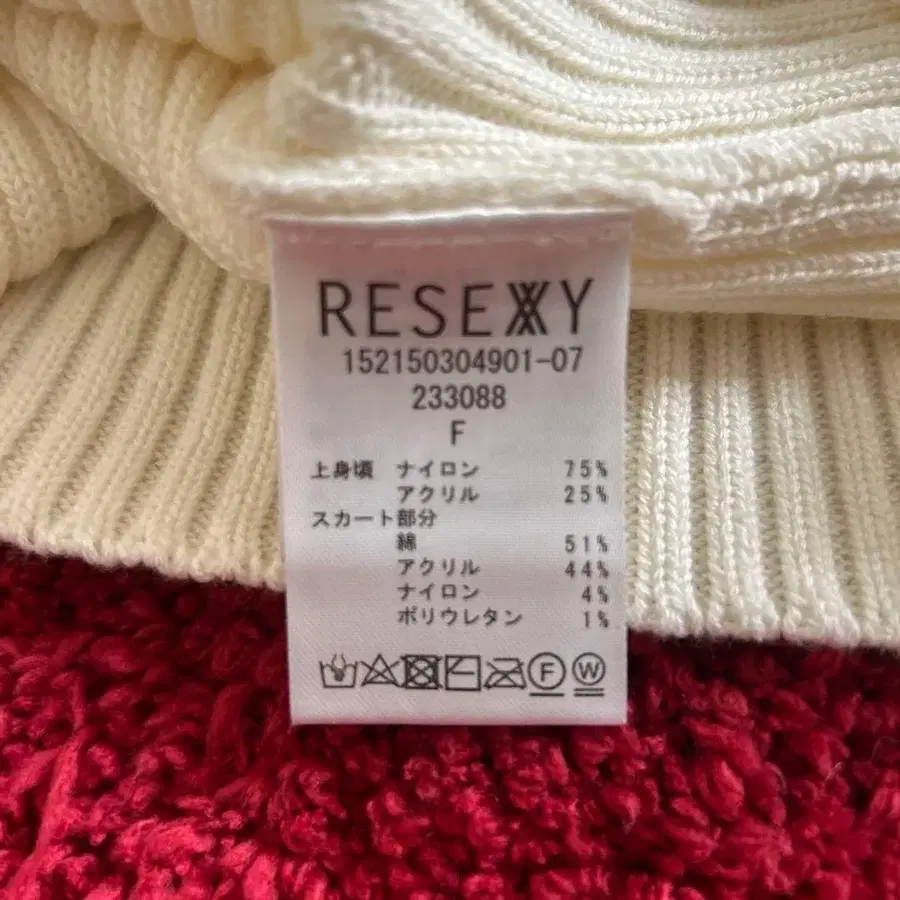 RESEXXY
152150304901-07
233088
F
上身頃 ナイロン 75%
アクリル 25%
スカート部分
綿 51%
アクリル 44%
ナイロン 4%
ポリウレタン 1%
F W